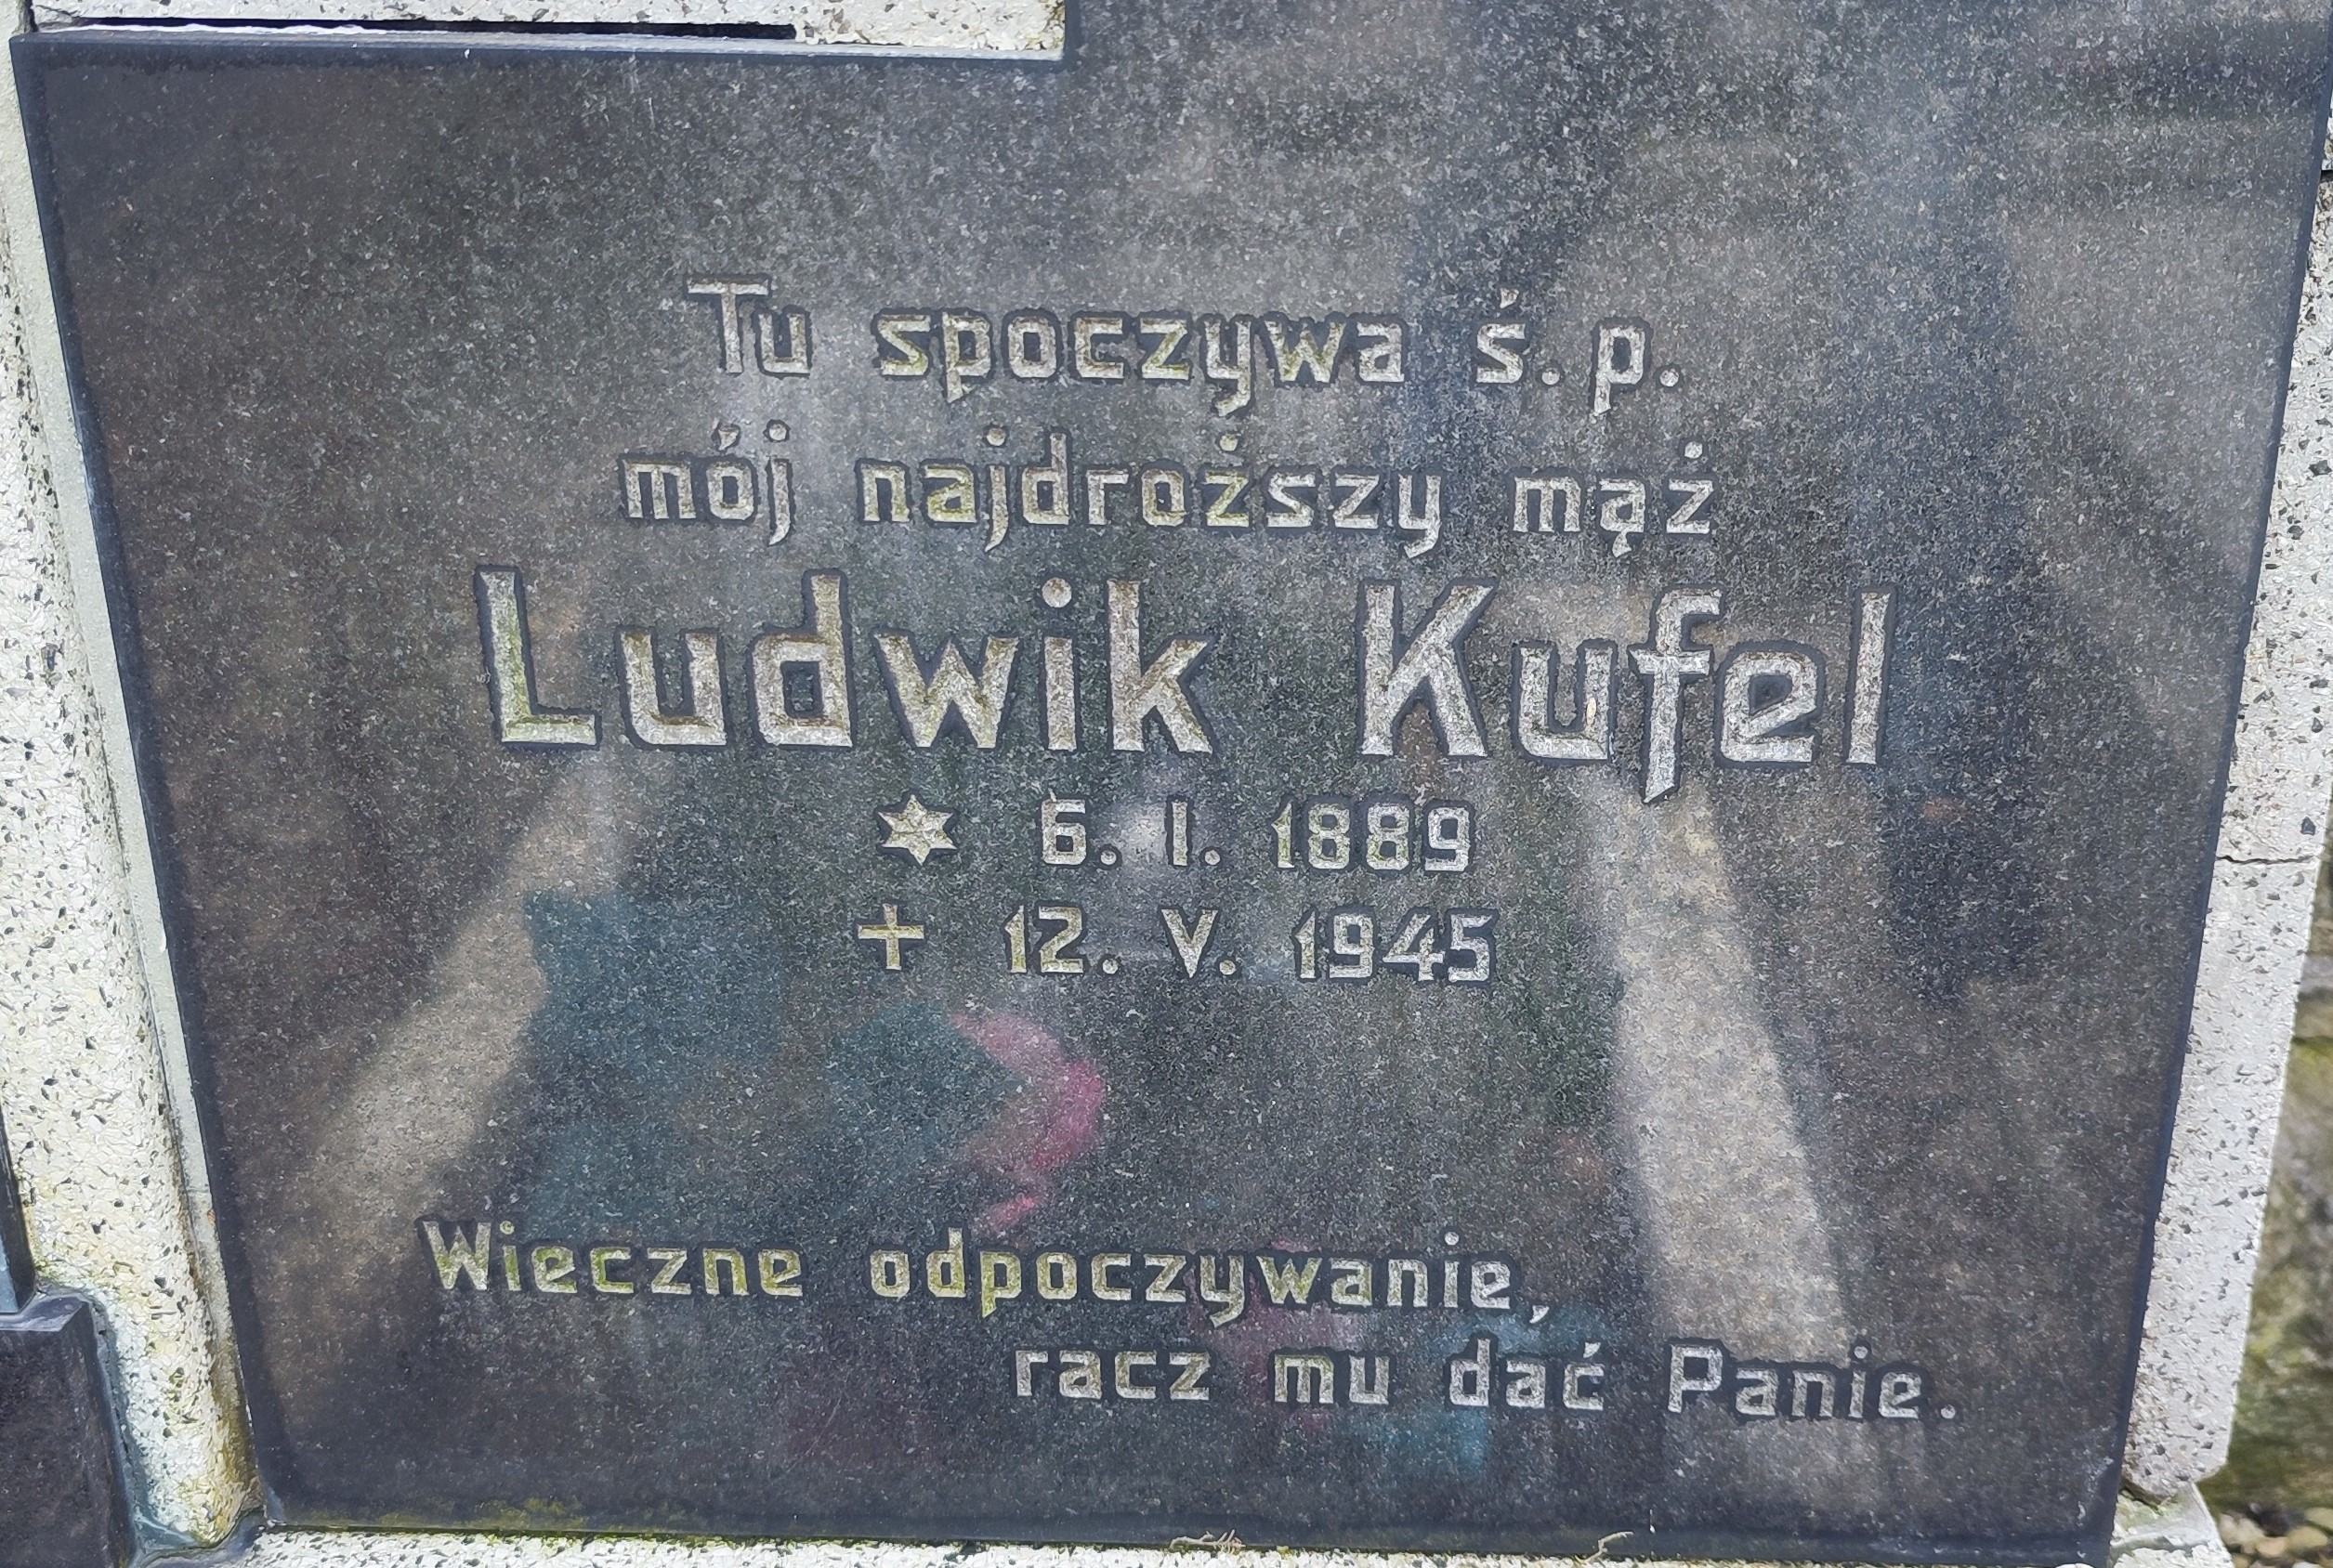 Tu spoczywa ś. p.
mój najdroższy mąż
Ludwik Kufel
✶ 6. I. 1889
+ 12. V. 1945
Wieczne odpoczywanie,
racz mu dać Panie.